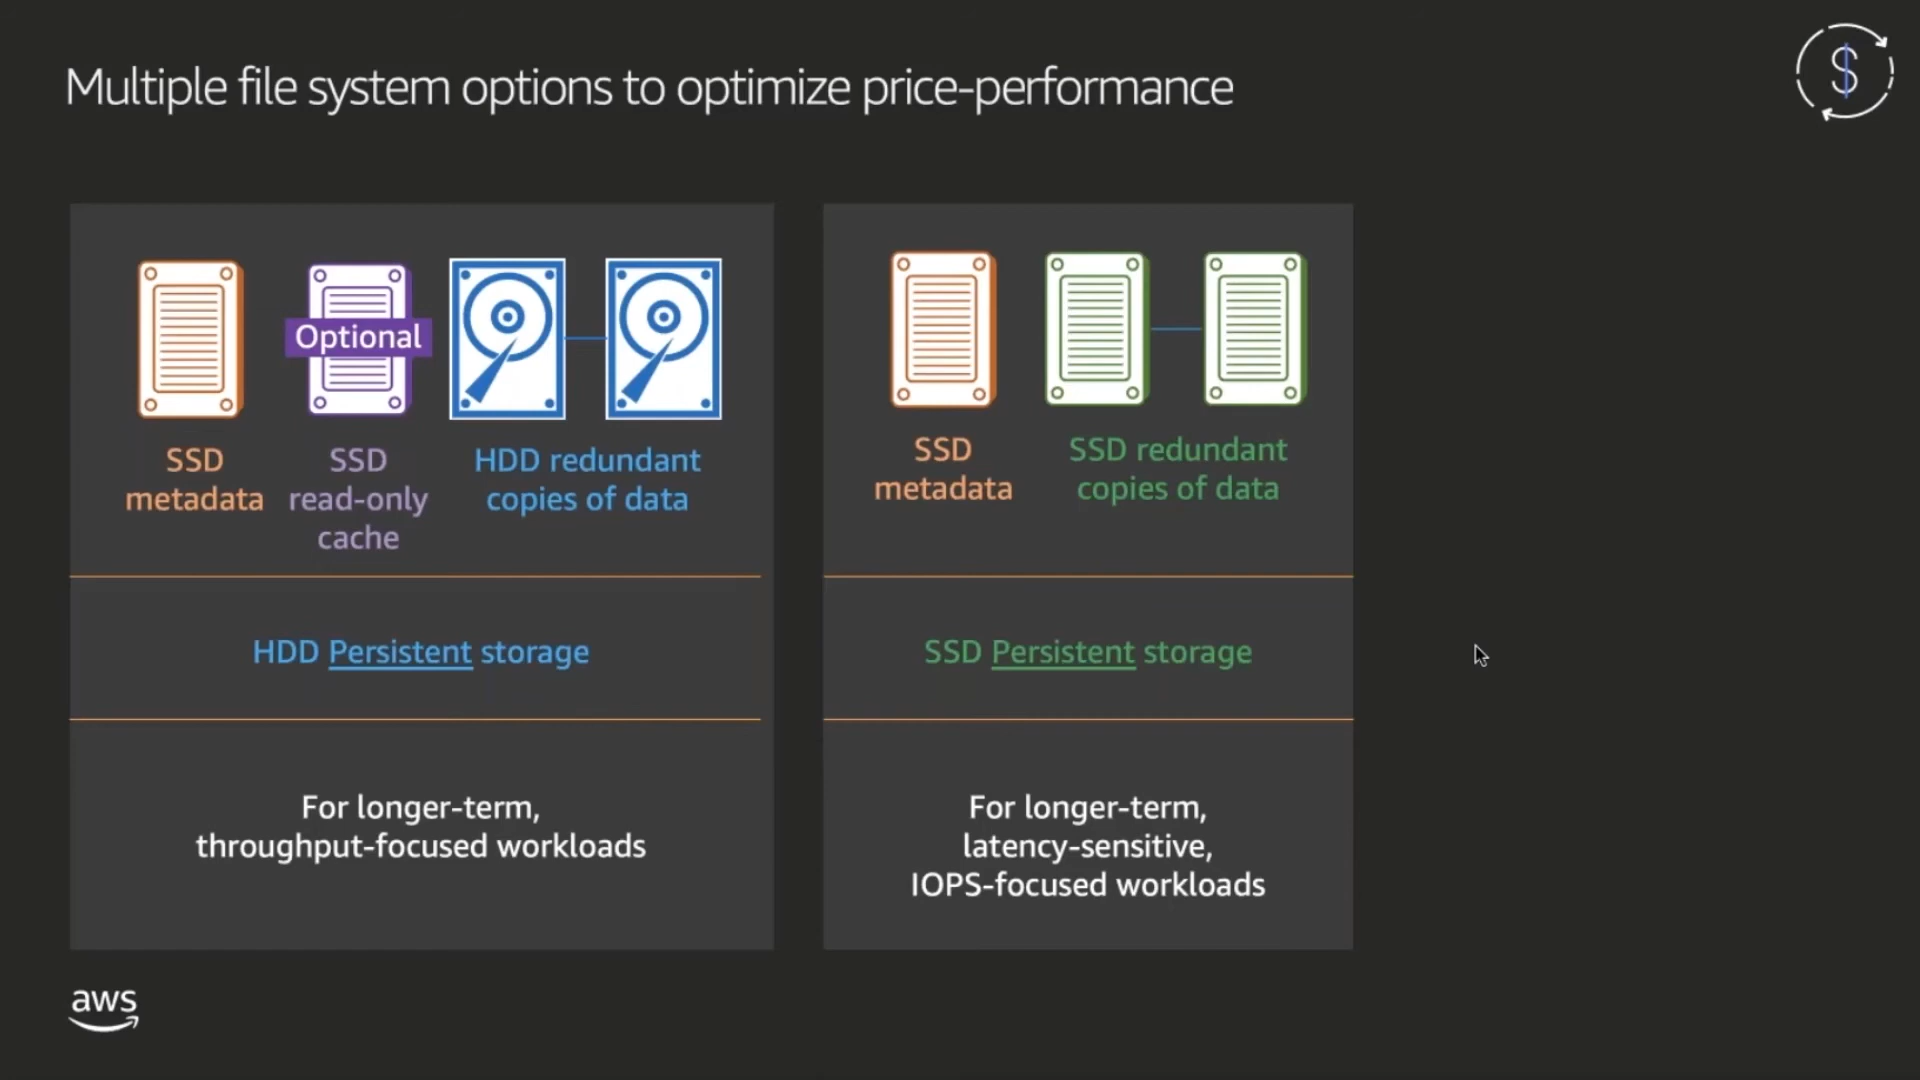 Multiple file system options to optimize price-performance
$
Optional
SSD
metadata
SSD
read-only
cache
HDD redundant
copies of data
HDD Persistent storage
For longer-term,
throughput-focused workloads
SSD
metadata
SSD redundant
copies of data
SSD Persistent storage
For longer-term,
latency-sensitive,
IOPS-focused workloads
aws